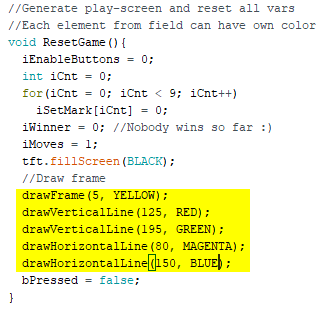 //Generate play-screen and reset all vars
//Each element from field can have own color
void ResetGame(){
iEnableButtons = 0;
int iCnt = 0;
for(iCnt = 0; iCnt < 9; iCnt++)
iSetMark[iCnt] = 0;
iWinner = 0; //Nobody wins so far :)
iMoves = 1;
tft.fillScreen(BLACK);
//Draw frame
drawFrame(5, YELLOW);
drawVerticalLine(125, RED);
drawVerticalLine(195, GREEN);
drawHorizontalLine(80, MAGENTA);
drawHorizontalLine(150, BLUE);
bPressed = false;
}